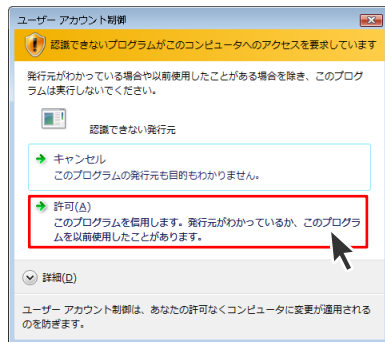 ユーザー アカウント制御
認識できないプログラムがこのコンピュータへのアクセスを要求しています
発行元がわかっている場合や以前使用したことがある場合を除き、このプログ
ラムは実行しないでください。
認識できない発行元
キャンセル
このプログラムの発行元も目的もわかりません。
許可(A)
このプログラムを信用します。発行元がわかっているか、このプログラ
ムを以前使用したことがあります。
詳細(D)
ユーザー アカウント制御は、あなたの許可なくコンピュータに変更が適用される
のを防ぎます。